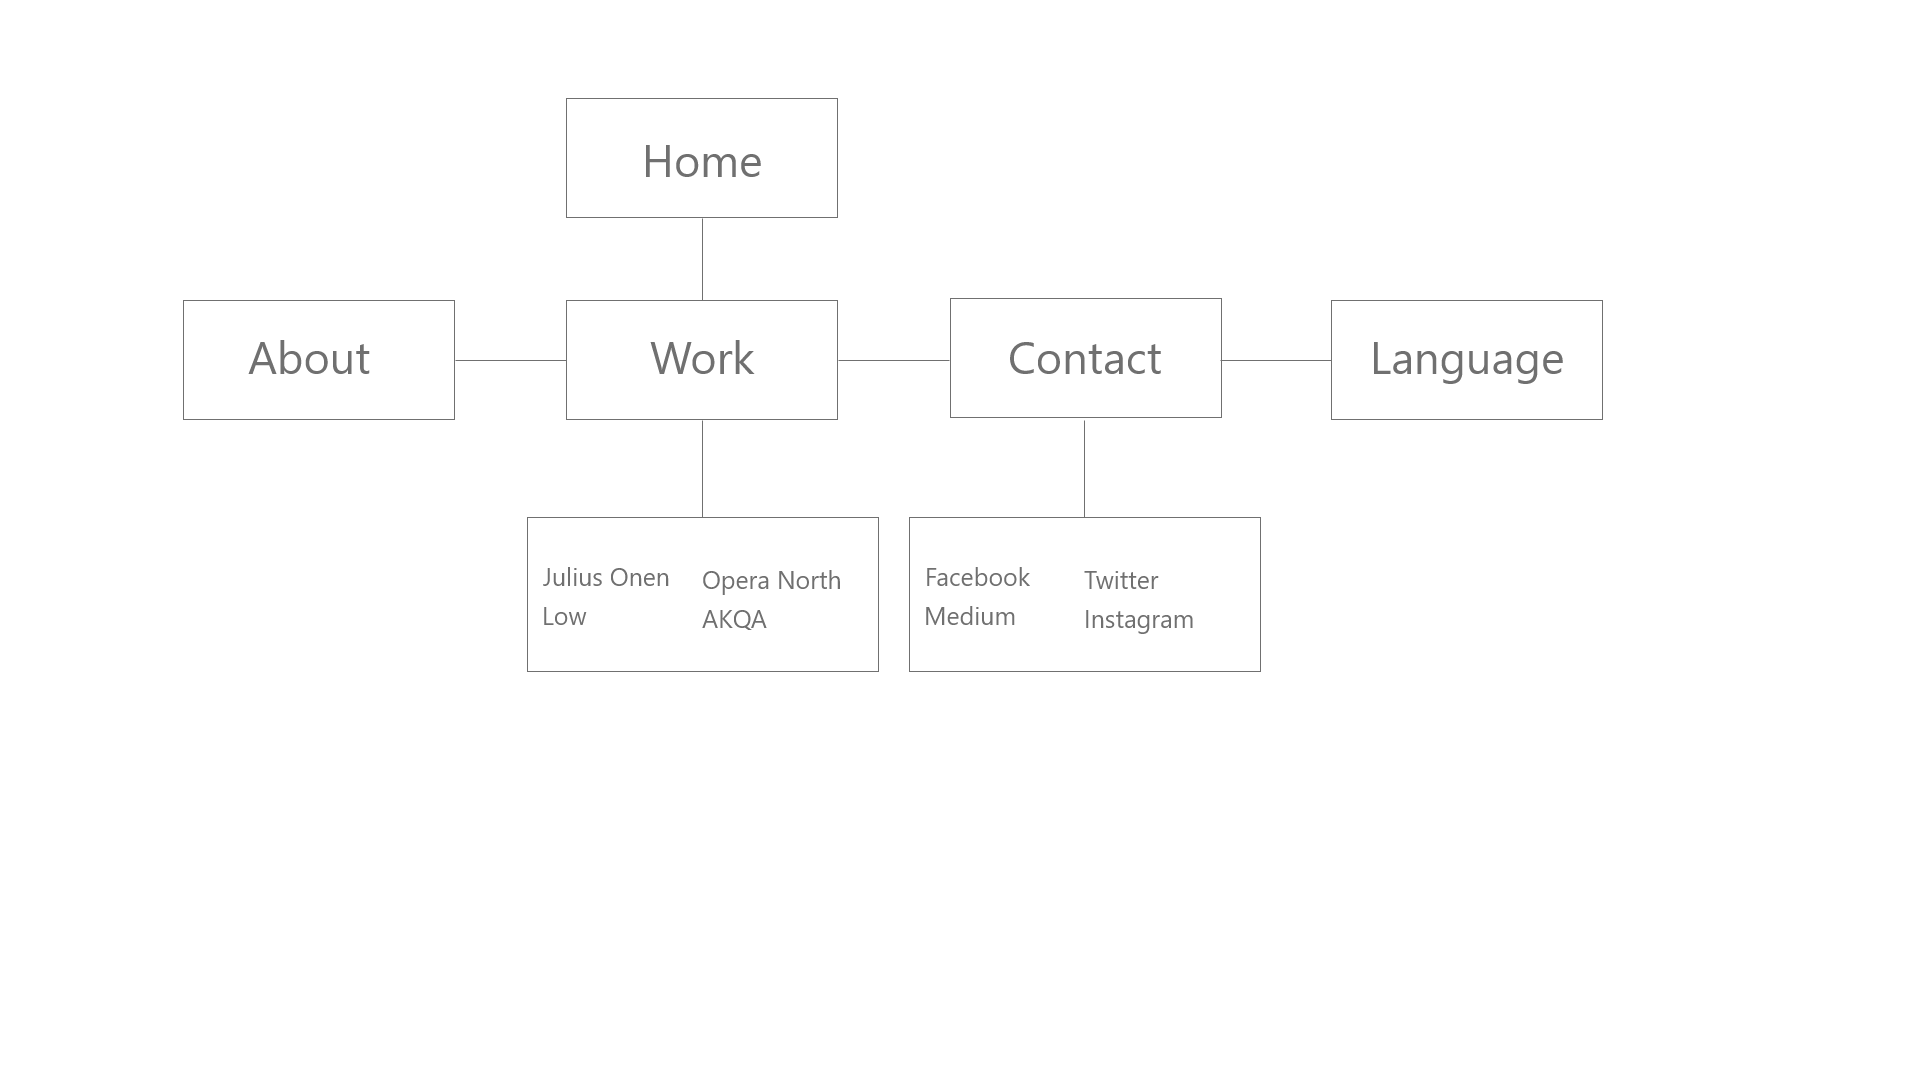 Home
About
Work
Contact
Language
Julius Onen
Low
Opera North
AKQA
Facebook
Medium
Twitter
Instagram